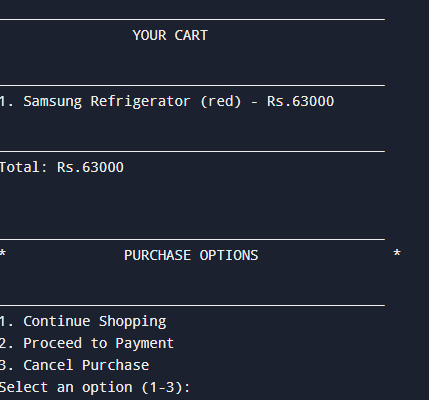 YOUR CART
1. Samsung Refrigerator (red) - Rs.63000
Total: Rs.63000
* PURCHASE OPTIONS *
1. Continue Shopping
2. Proceed to Payment
3. Cancel Purchase
Select an option (1-3):